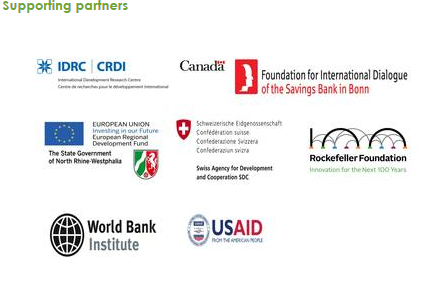 Supporting partners
IDRC | CRDI
International Development Research Centre
Centre de recherches pour le développement international
Canada
Foundation for International Dialogue
of the Savings Bank in Bonn
EUROPEAN UNION
Investing in our Future
European Regional
Development Fund
The State Government
of North Rhine-Westphalia
Schweizerische Eidgenossenschaft
Confédération suisse
Confederazione Svizzera
Confederaziun svizra
Swiss Agency for Development
and Cooperation SDC
Rockefeller Foundation
Innovation for the Next 100 Years
World Bank
Institute
USAID
FROM THE AMERICAN PEOPLE